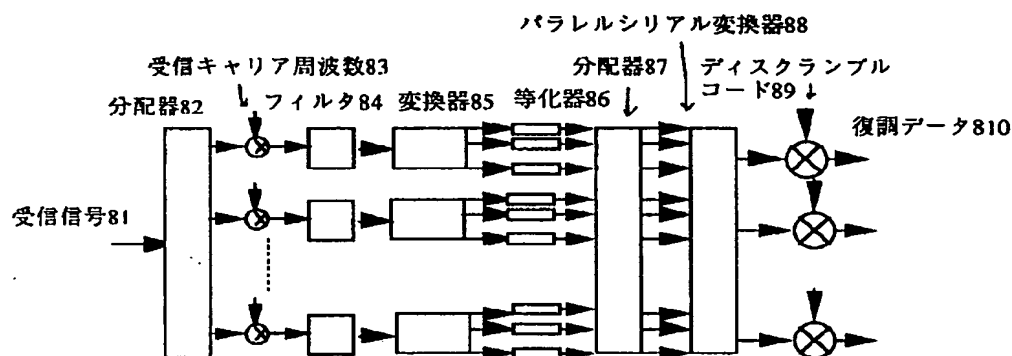 パラレルシリアル変換器88
受信キャリア周波数83
分配器87
ディスクランブル
コード89
分配器82
フィルタ84
変換器85
等化器86
復調データ810
受信信号81